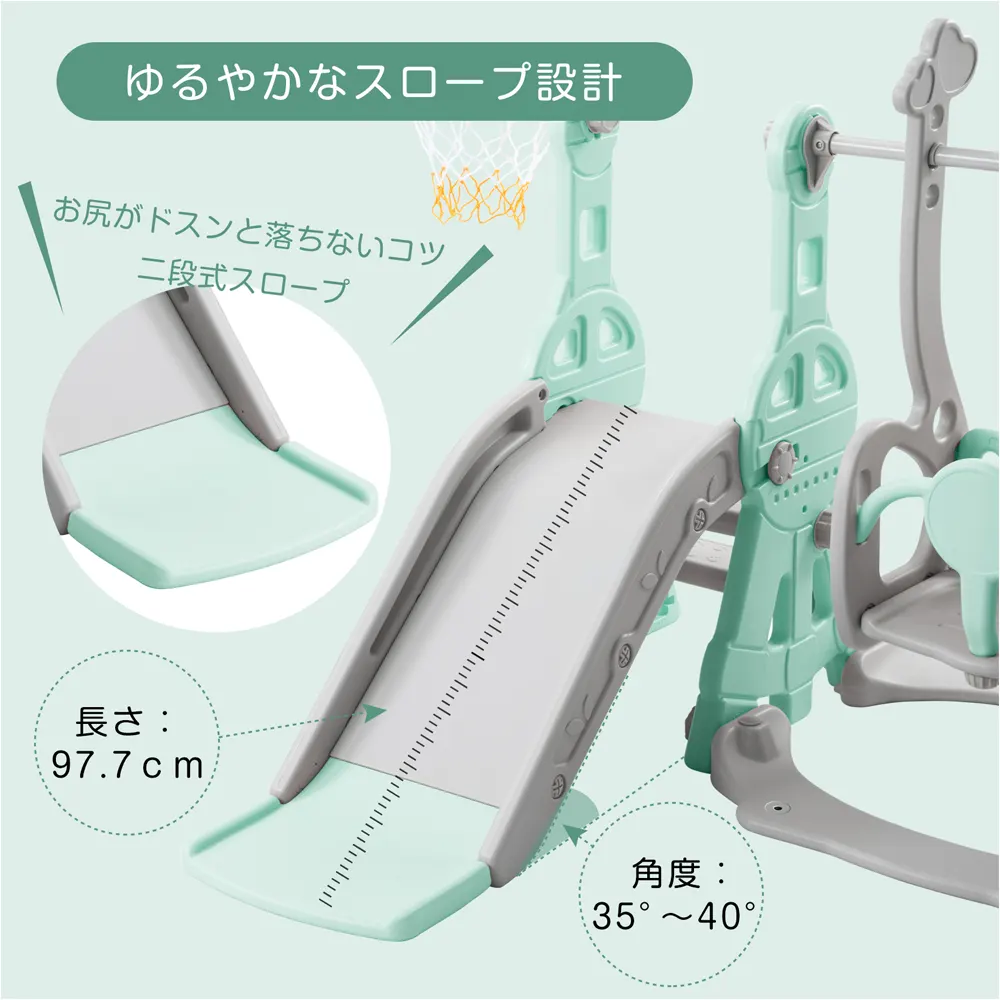 ゆるやかなスロープ設計
お尻がドスンと落ちないコツ
二段式スロープ
長さ：
97.7cm
角度：
35°～40°